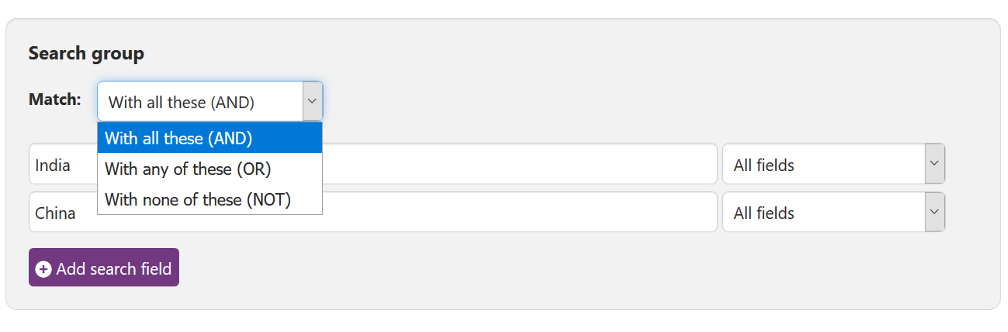 Search group
Match: With all these (AND)
With all these (AND)
With any of these (OR)
With none of these (NOT)
India All fields
China All fields
Add search field